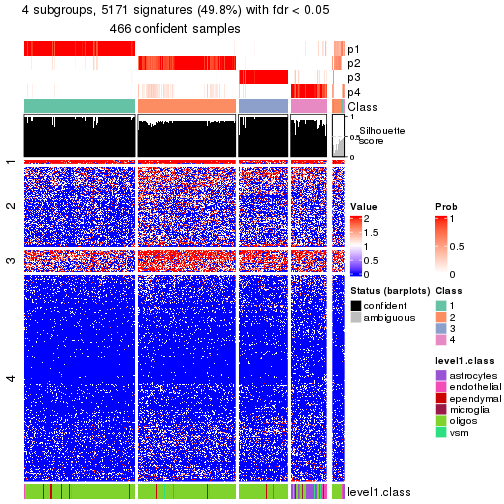 4 subgroups, 5171 signatures (49.8%) with fdr < 0.05
466 confident samples
p1
p2
p3
p4
Class
1
0.5
0
Silhouette
score
1
2
3
4
level1.class
Value
2
1.5
1
0.5
0
Prob
1
0.5
0
Status (barplots)
confident
ambiguous
Class
1
2
3
4
level1.class
astrocytes
endothelial
ependymal
microglia
oligos
vsm